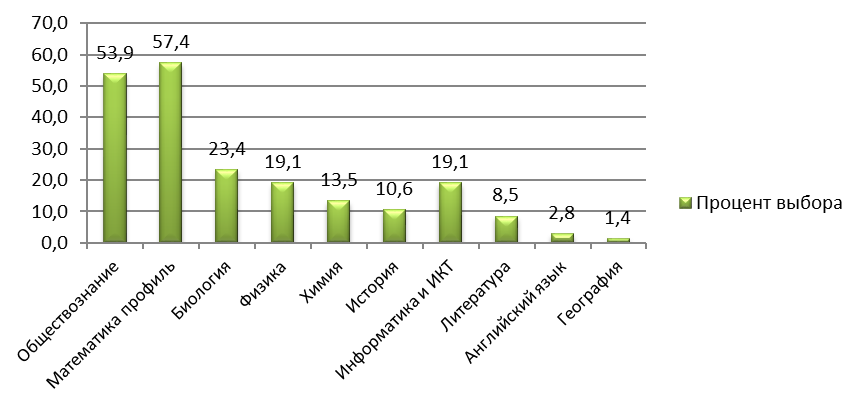 70,0
60,0
50,0
40,0
30,0
20,0
10,0
0,0
53,9
57,4
23,4
19,1
13,5
10,6
19,1
8,5
2,8
1,4
Обществознание
Математика профиль
Биология
Физика
Химия
История
Информатика и ИКТ
Литература
Английский язык
География
Процент выбора